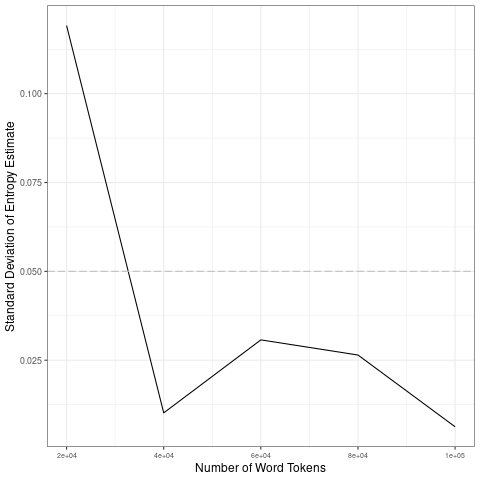 Standard Deviation of Entropy Estimate
0.100
0.075
0.050
0.025
2e+04 4e+04 6e+04 8e+04 1e+05
Number of Word Tokens